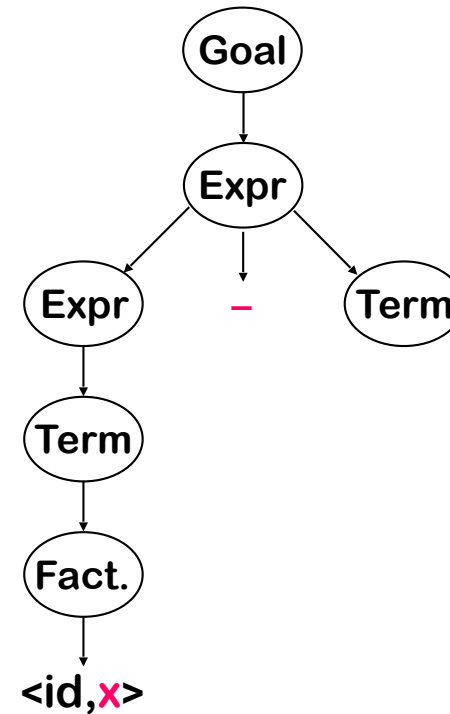 Goal
Expr
Expr – Term
Term
Fact.
<id,x>